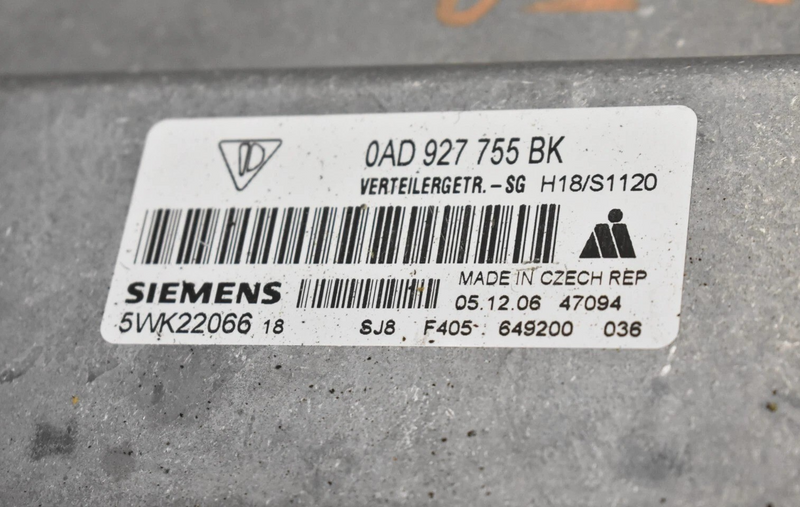 0AD 927 755 BK
VERTEILERGETR.-SG H18/S1120
SIEMENS
MADE IN CZECH REP
05.12.06 47094
5WK22066 18 SJ8 F405 649200 036